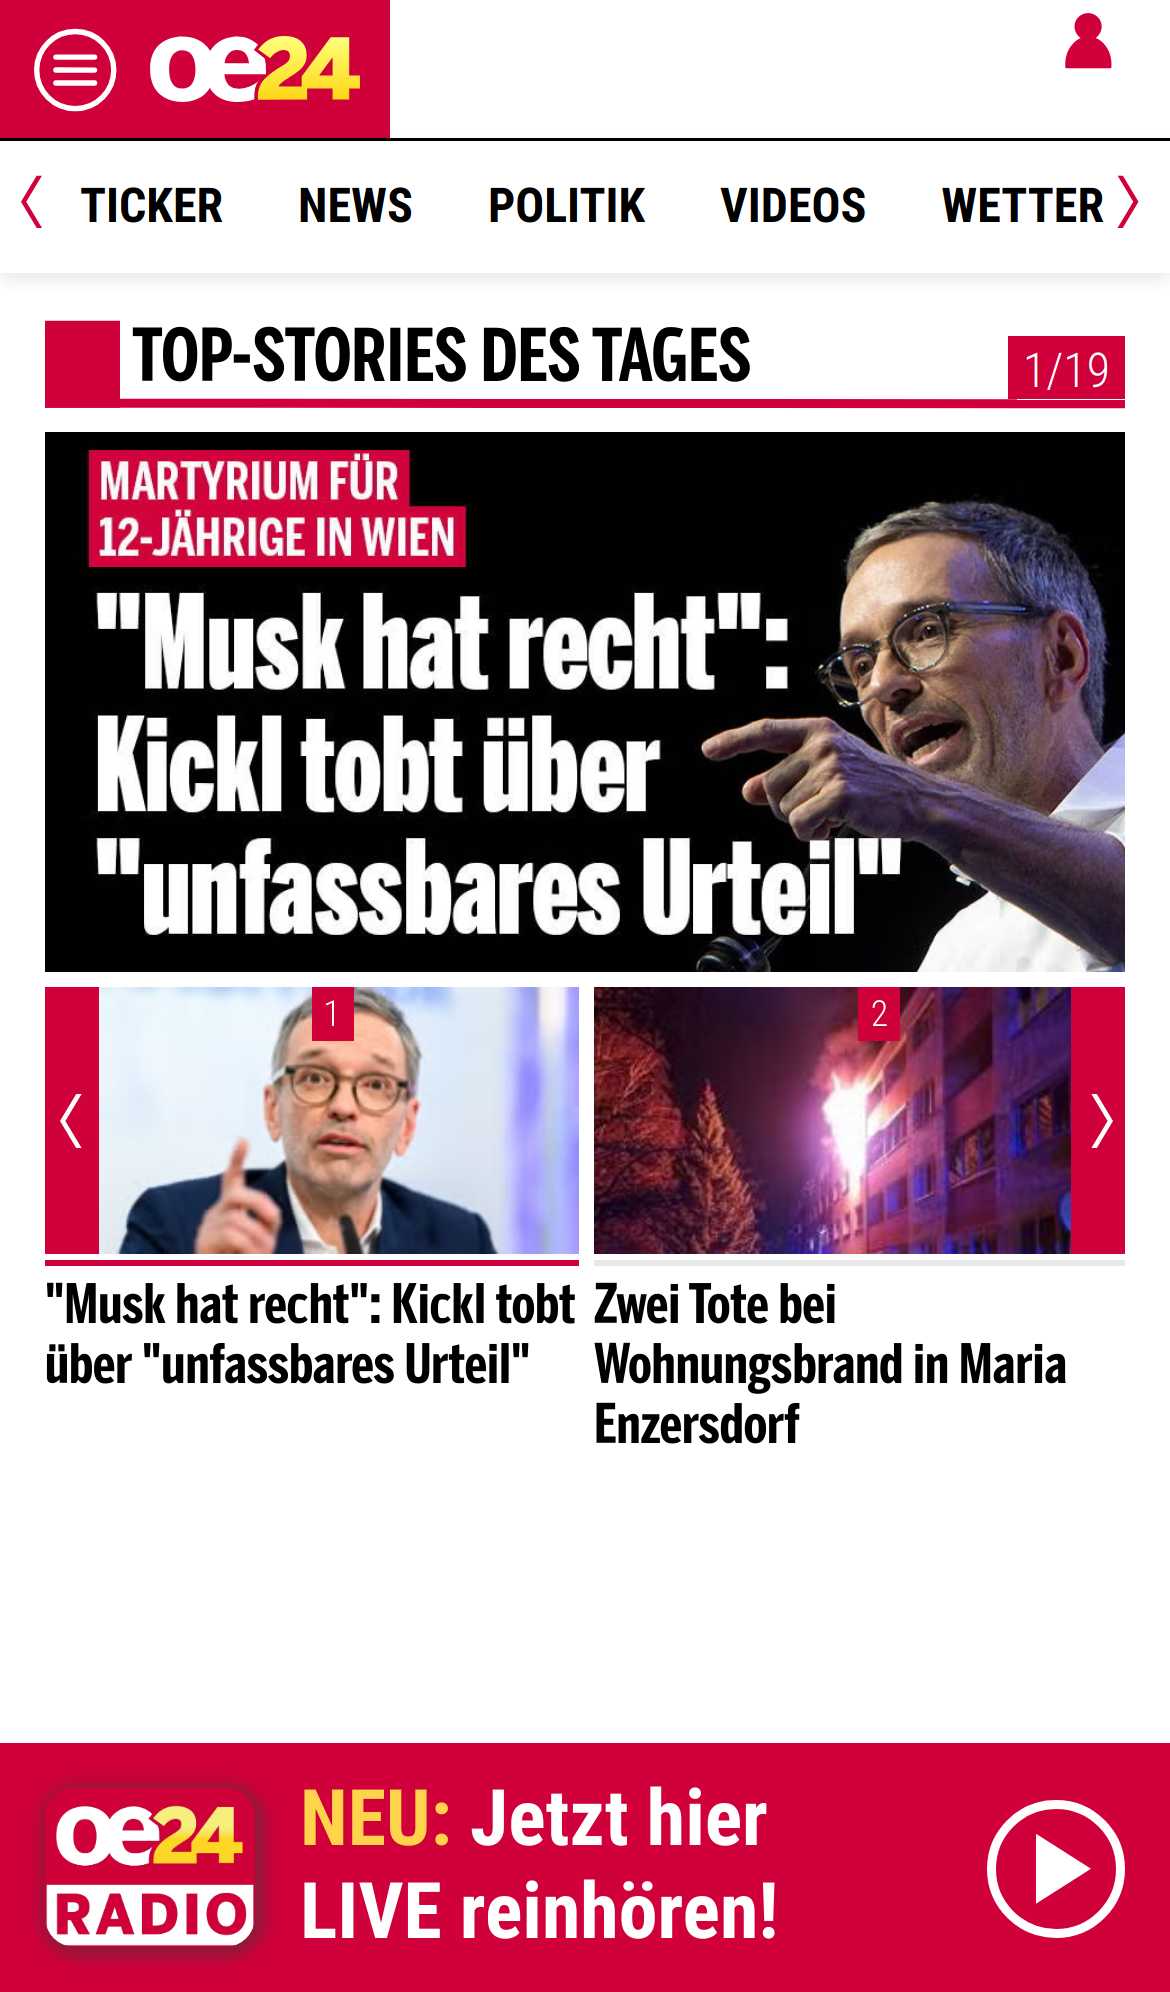 oe24
TICKER NEWS POLITIK VIDEOS WETTER
TOP-STORIES DES TAGES
1/19
MARTYRIUM FÜR
12-JÄHRIGE IN WIEN
"Musk hat recht":
Kickl tobt über
"unfassbares Urteil"
1
2
"Musk hat recht": Kickl tobt
über "unfassbares Urteil"
Zwei Tote bei
Wohnungsbrand in Maria
Enzersdorf
oe24
RADIO
NEU: Jetzt hier
LIVE reinhören!